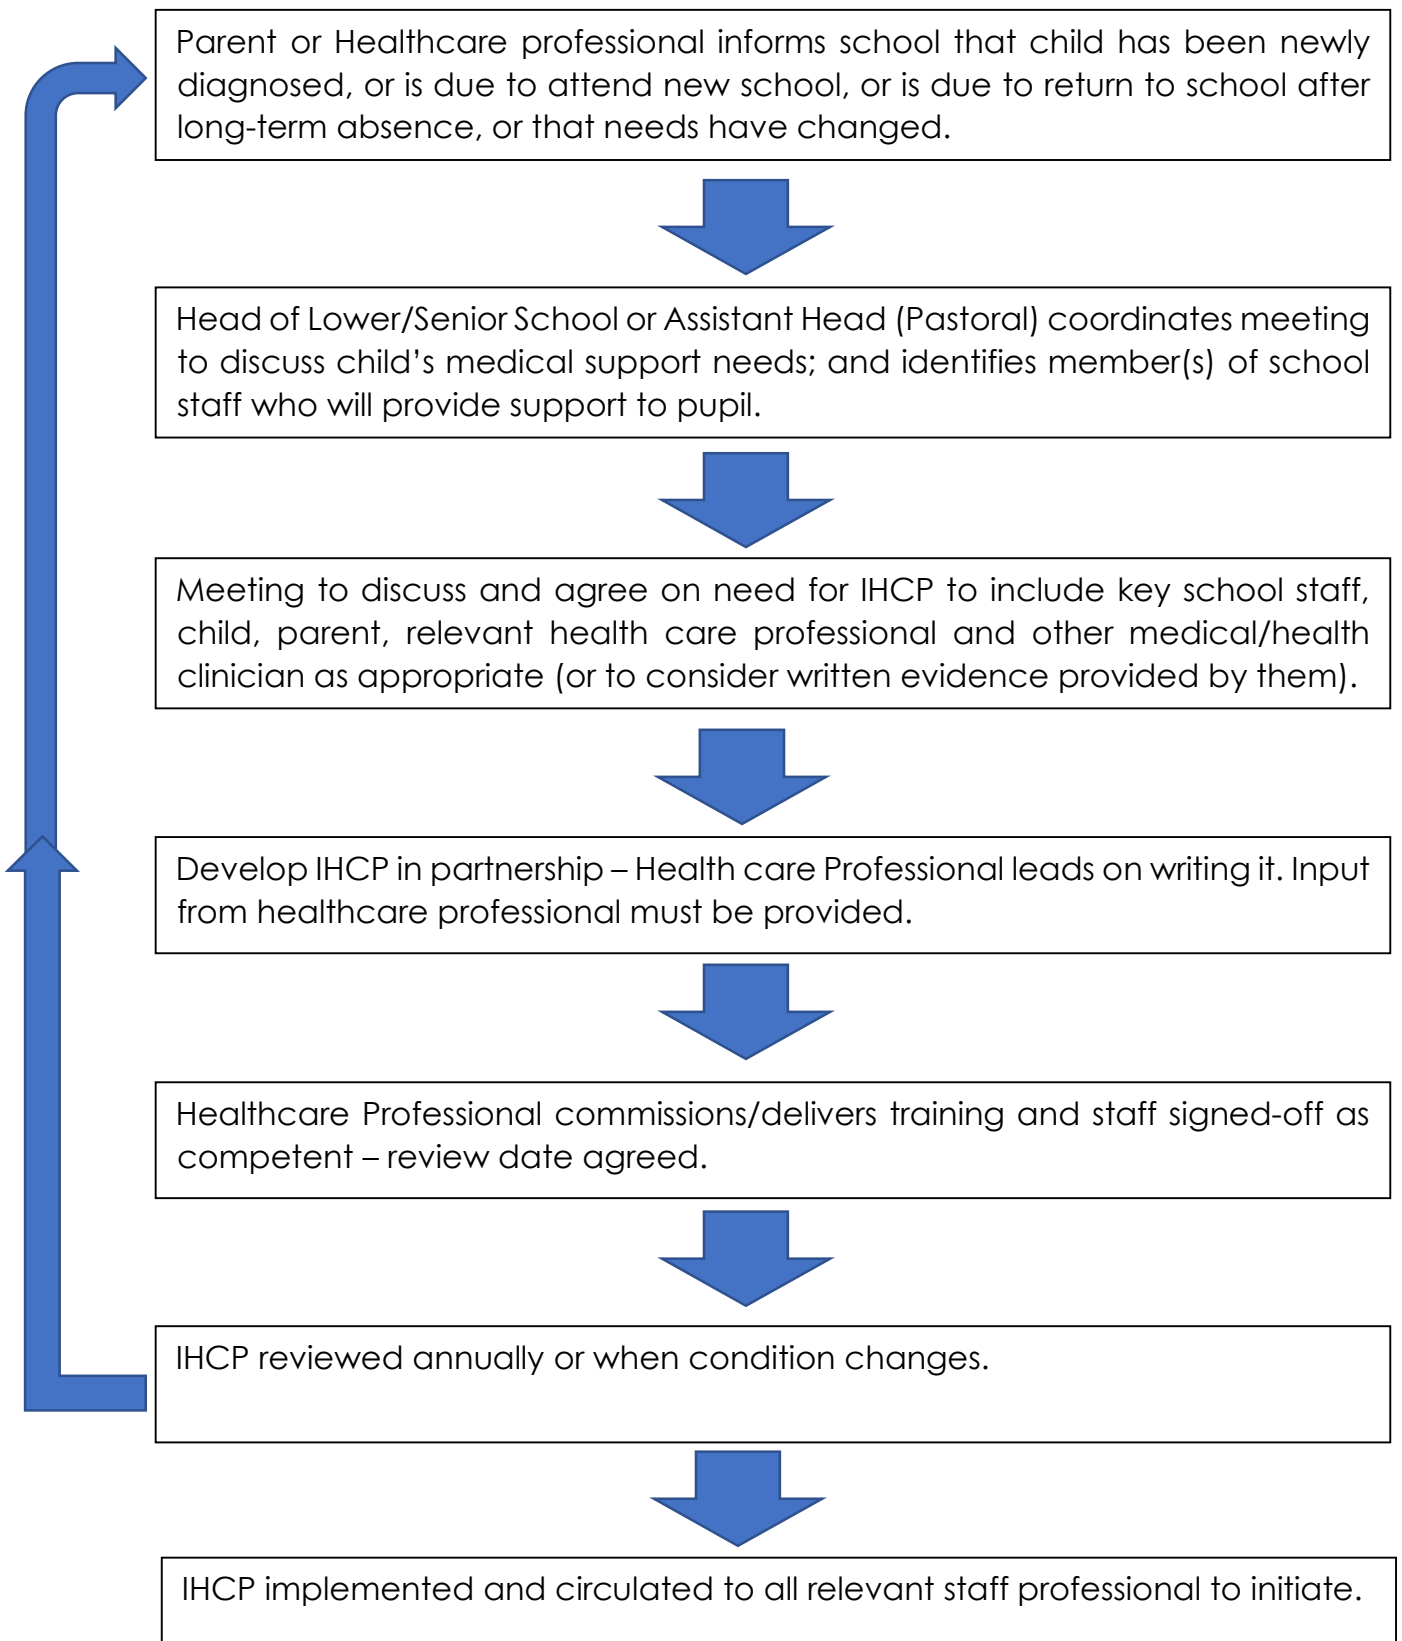 Parent or Healthcare professional informs school that child has been newly
diagnosed, or is due to attend new school, or is due to return to school after
long-term absence, or that needs have changed.
Head of Lower/Senior School or Assistant Head (Pastoral) coordinates meeting
to discuss child’s medical support needs; and identifies member(s) of school
staff who will provide support to pupil.
Meeting to discuss and agree on need for IHCP to include key school staff,
child, parent, relevant health care professional and other medical/health
clinician as appropriate (or to consider written evidence provided by them).
Develop IHCP in partnership – Health care Professional leads on writing it. Input
from healthcare professional must be provided.
Healthcare Professional commissions/delivers training and staff signed-off as
competent – review date agreed.
IHCP reviewed annually or when condition changes.
IHCP implemented and circulated to all relevant staff professional to initiate.